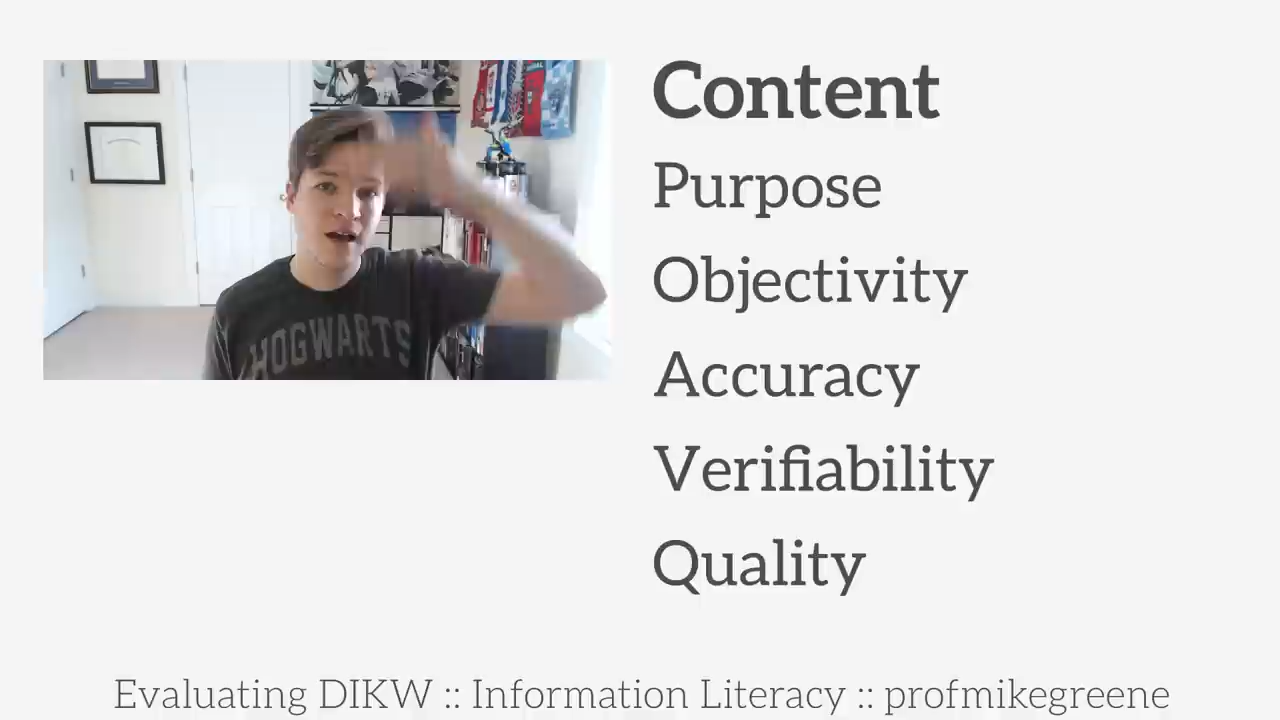 HOGWARTS
Content
Purpose
Objectivity
Accuracy
Verifiability
Quality
Evaluating DIKW :: Information Literacy :: profmikegreene